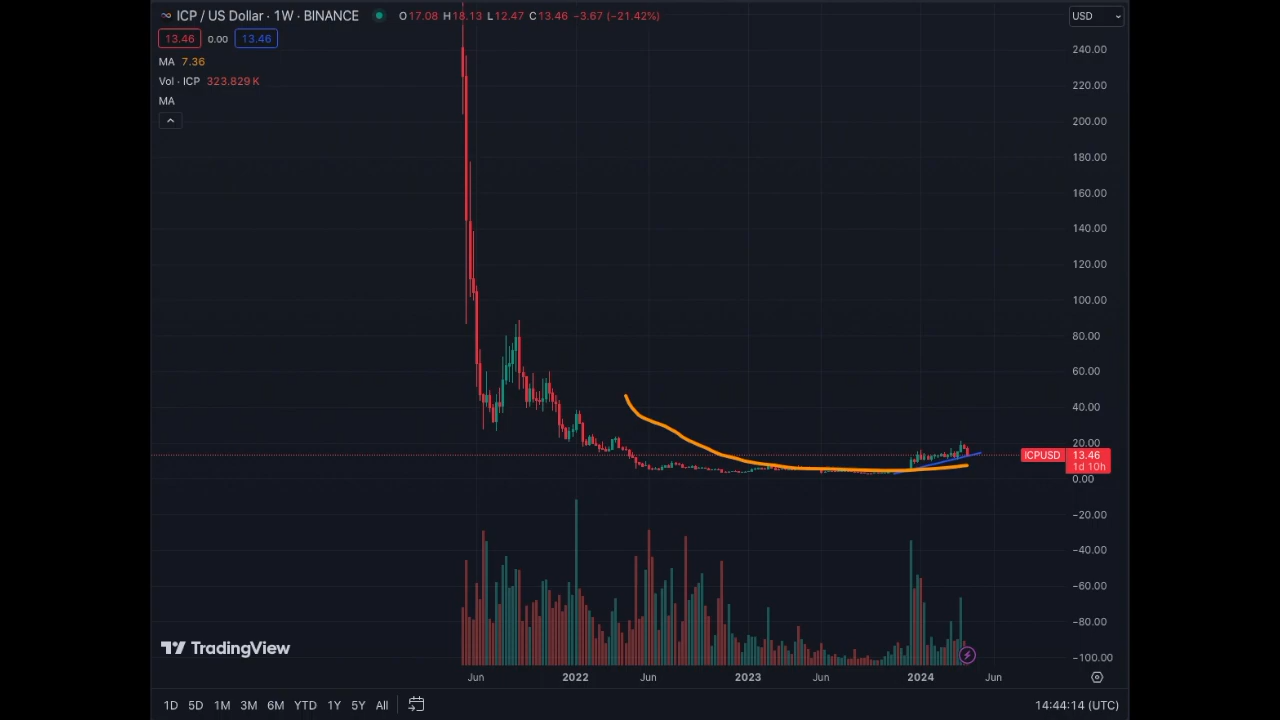 ICP / US Dollar · 1W · BINANCE O17.08 H18.13 L12.47 C13.46 −3.67 (−21.42%)
USD
13.46 0.00 13.46
MA 7.36
Vol · ICP 323.829 K
MA
240.00
220.00
200.00
180.00
160.00
140.00
120.00
100.00
80.00
60.00
40.00
20.00
ICPUSD 13.46
1d 10h
0.00
−20.00
−40.00
−60.00
−80.00
−100.00
TradingView
Jun 2022 Jun 2023 Jun 2024 Jun
1D 5D 1M 3M 6M YTD 1Y 5Y All 14:44:14 (UTC)